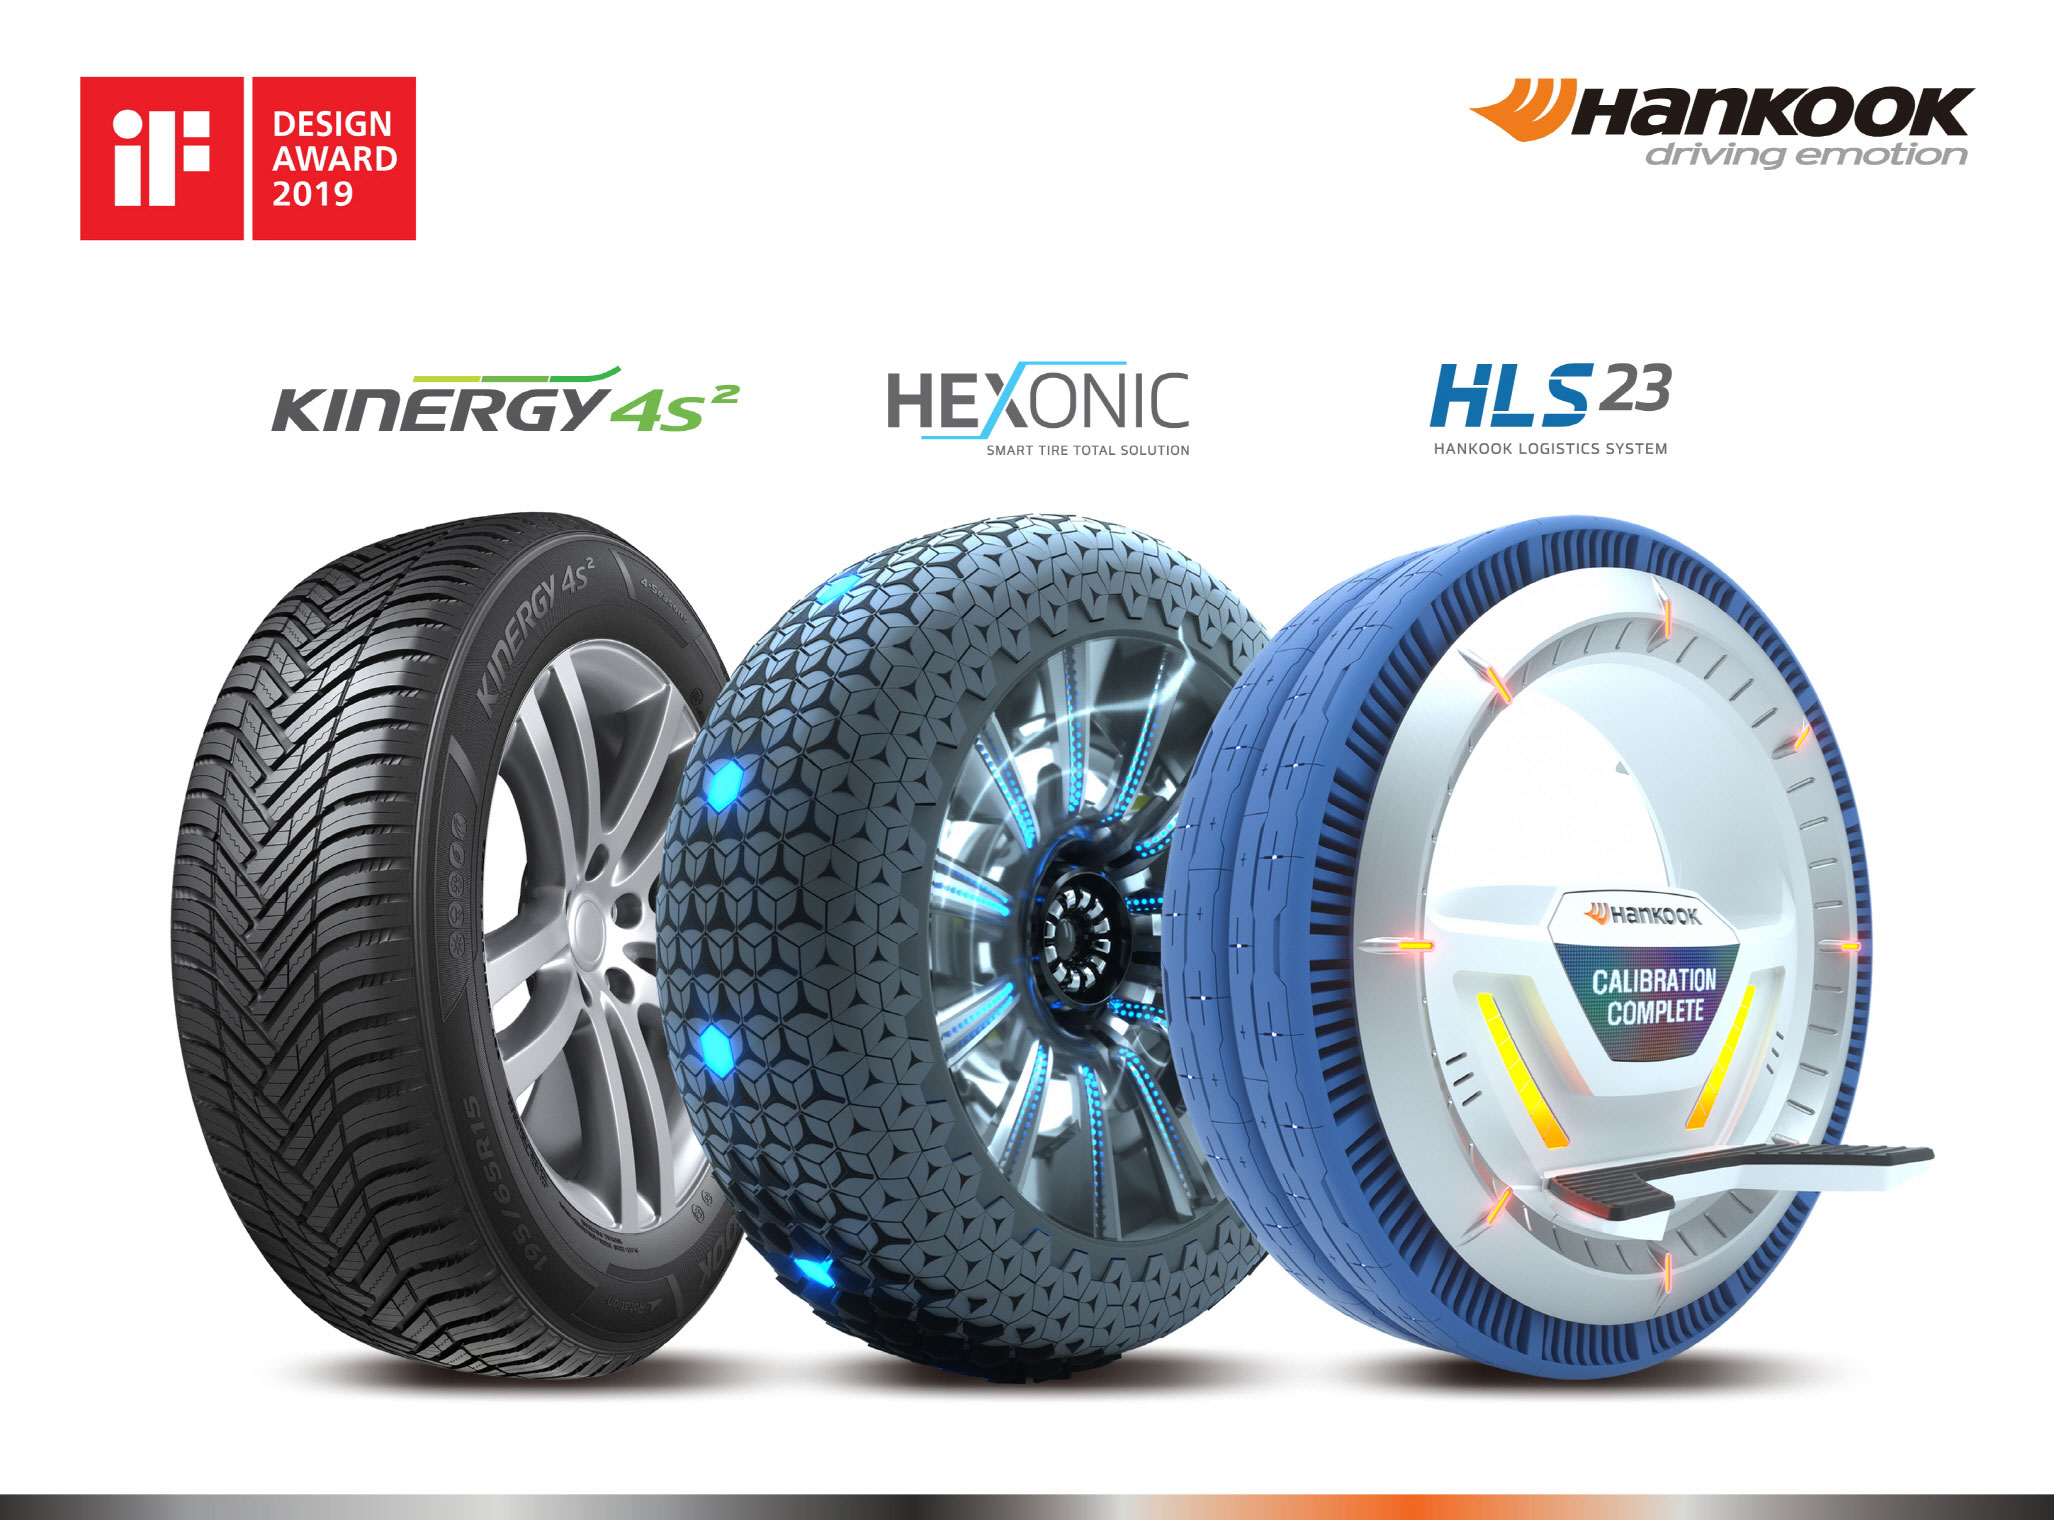 iF
DESIGN
AWARD
2019
Hankook
driving emotion
KINERGY 4S²
HEXONIC
SMART TIRE TOTAL SOLUTION
HLS 23
HANKOOK LOGISTICS SYSTEM
KINERGY 4S²
4-Seasons
195/65R15
Rotation
Hankook
CALIBRATION
COMPLETE